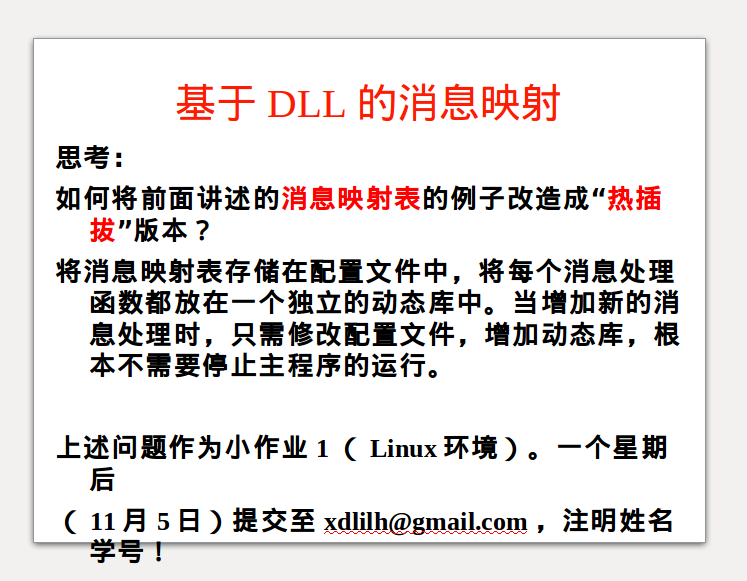 基于 DLL 的消息映射
思考：
如何将前面讲述的消息映射表的例子改造成“热插
拔”版本？
将消息映射表存储在配置文件中，将每个消息处理
函数都放在一个独立的动态库中。当增加新的消
息处理时，只需修改配置文件，增加动态库，根
本不需要停止主程序的运行。
上述问题作为小作业 1（ Linux 环境）。一个星期
后
（ 11 月 5 日）提交至 xdlilh@gmail.com ，注明姓名
学号！